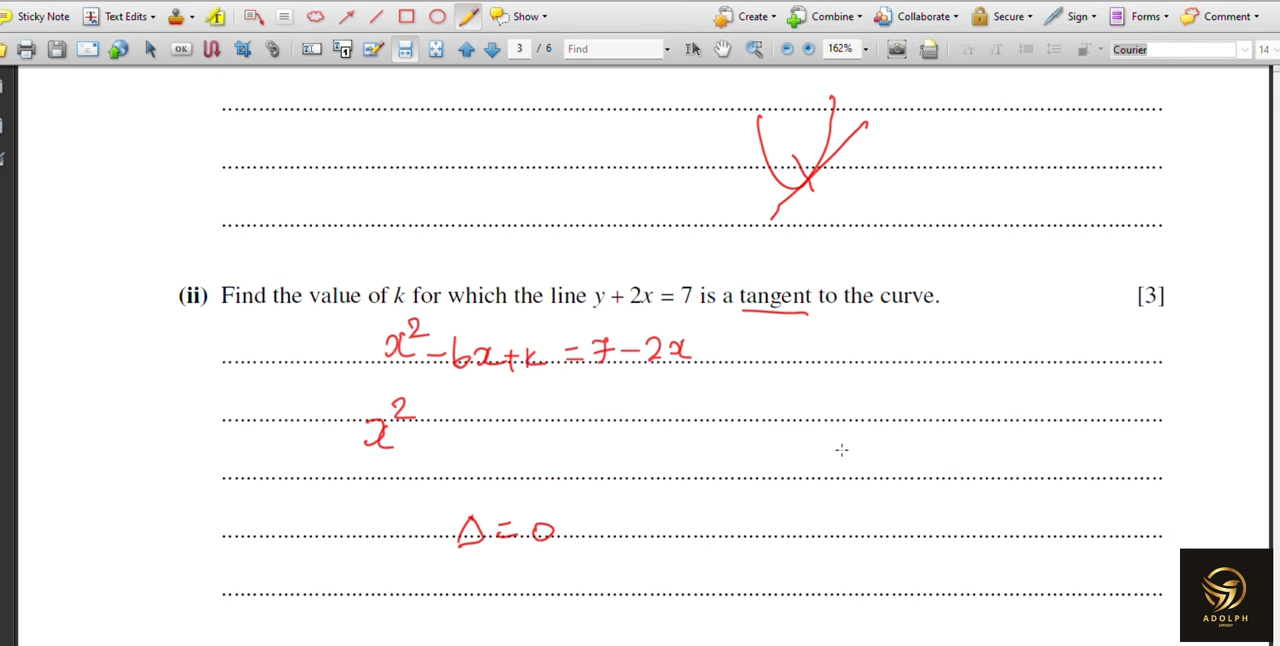 Sticky Note Text Edits Show Create Combine Collaborate Secure Sign Forms Comment
OK 3 / 6 Find 162% Tr Courier 14
(ii) Find the value of k for which the line y + 2x = 7 is a tangent to the curve. [3]
x² - 6x + k = 7 - 2x
x²
Δ = 0
ADOLPH